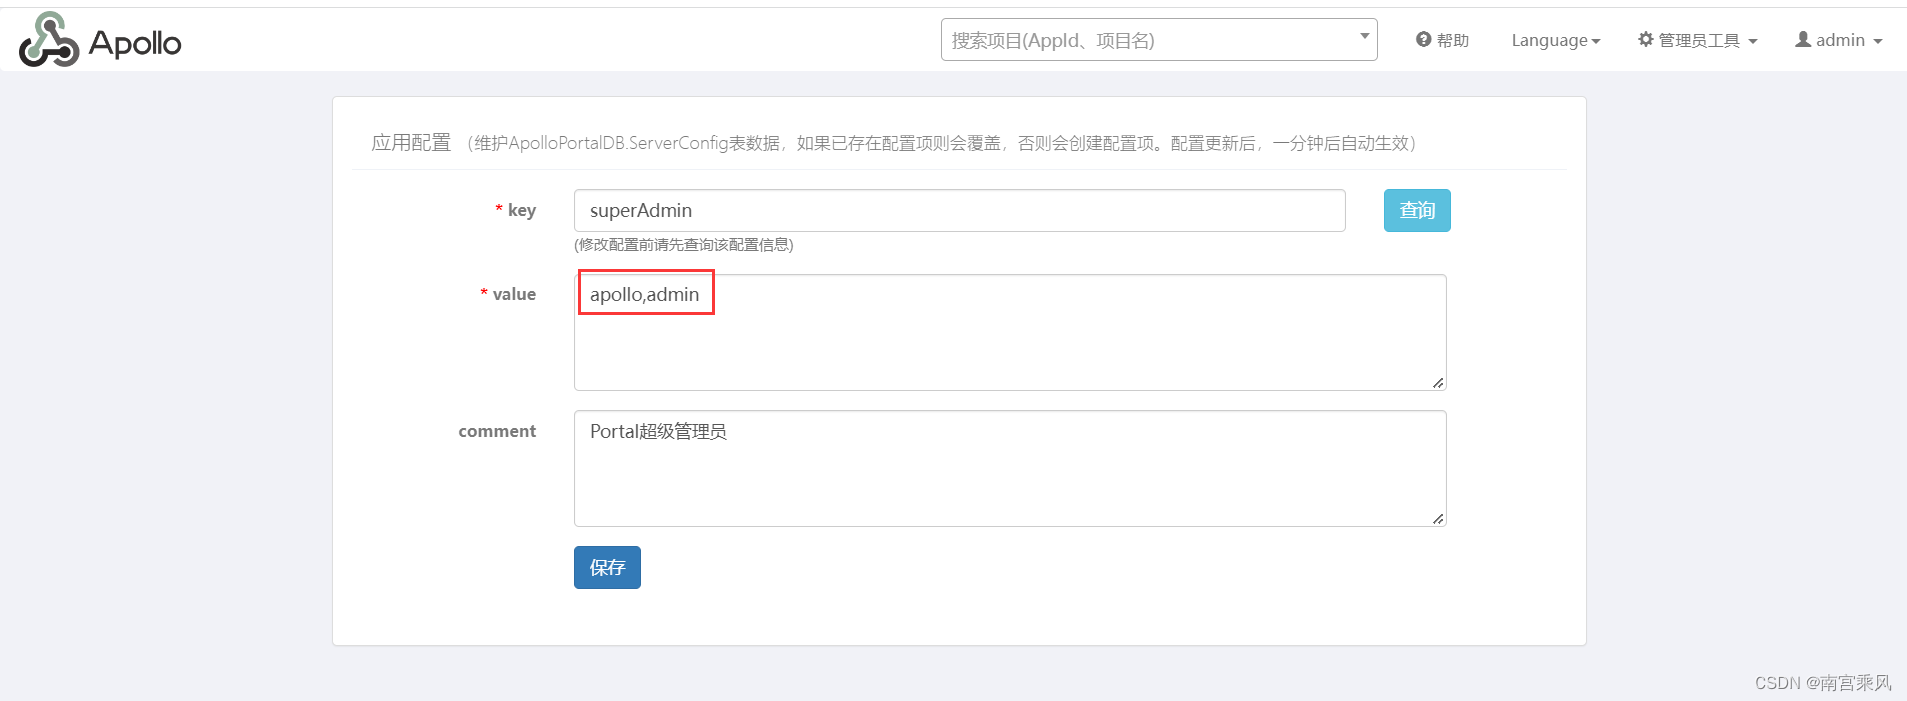 Apollo
搜索项目(AppId、项目名)
帮助
Language
管理员工具
admin
应用配置 （维护ApolloPortalDB.ServerConfig表数据，如果已存在配置项则会覆盖，否则会创建配置项。配置更新后，一分钟后自动生效）
* key
superAdmin
查询
(修改配置前请先查询该配置信息)
* value
apollo,admin
comment
Portal超级管理员
保存
CSDN @南宫乘风